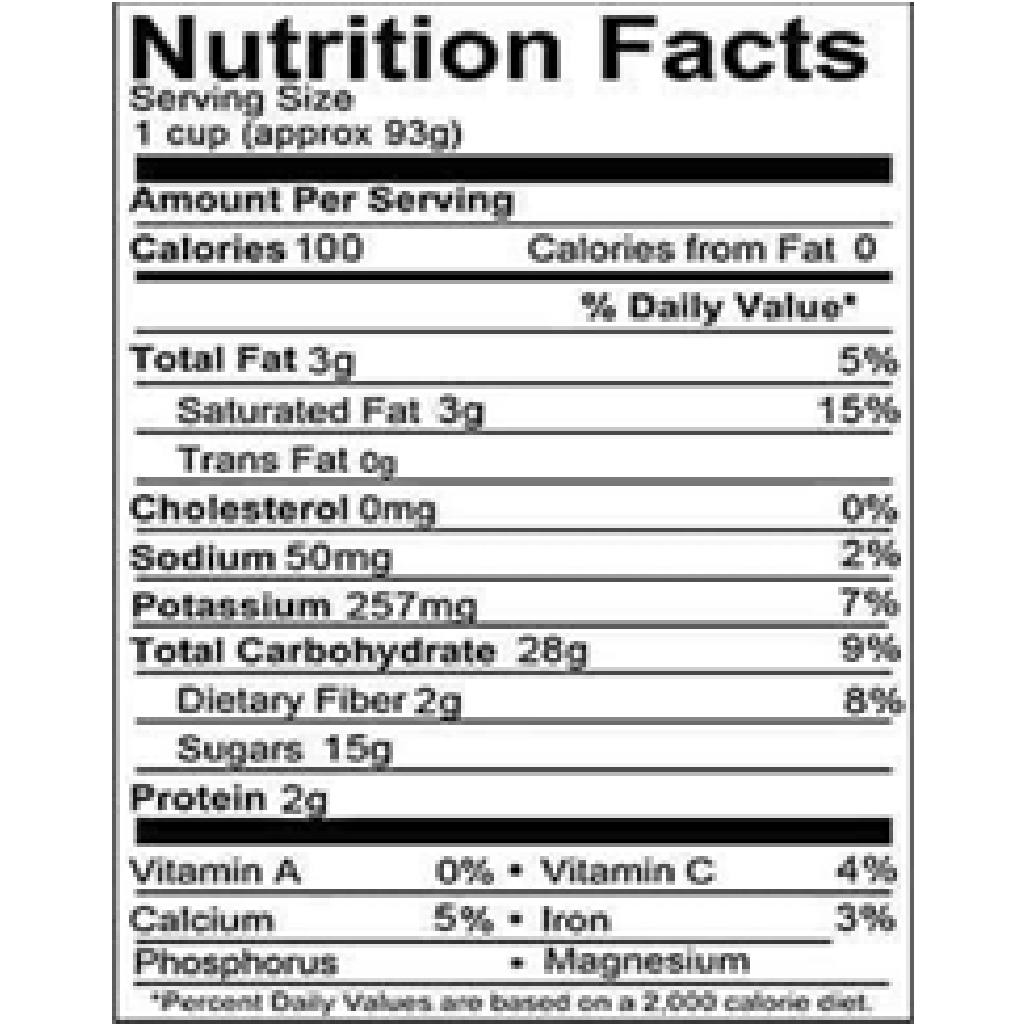 Nutrition Facts
Serving Size
1 cup (approx 93g)
Amount Per Serving
Calories 100 Calories from Fat 0
% Daily Value*
Total Fat 3g 5%
Saturated Fat 3g 15%
Trans Fat 0g
Cholesterol 0mg 0%
Sodium 50mg 2%
Potassium 257mg 7%
Total Carbohydrate 28g 9%
Dietary Fiber 2g 8%
Sugars 15g
Protein 2g
Vitamin A 0% • Vitamin C 4%
Calcium 5% • Iron 3%
Phosphorus • Magnesium
*Percent Daily Values are based on a 2,000 calorie diet.